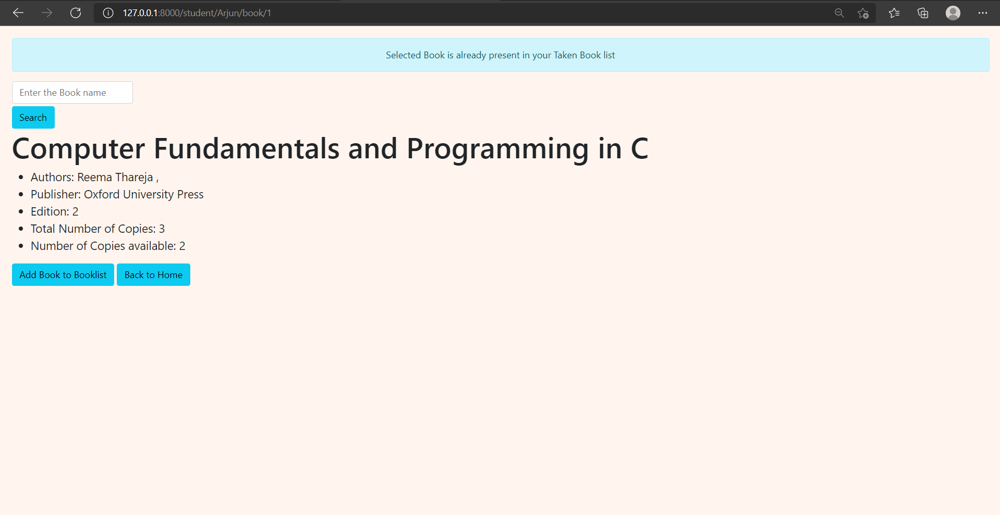 127.0.0.1:8000/student/Arjun/book/1
Selected Book is already present in your Taken Book list
Enter the Book name
Search
Computer Fundamentals and Programming in C
Authors: Reema Thareja ,
Publisher: Oxford University Press
Edition: 2
Total Number of Copies: 3
Number of Copies available: 2
Add Book to Booklist Back to Home